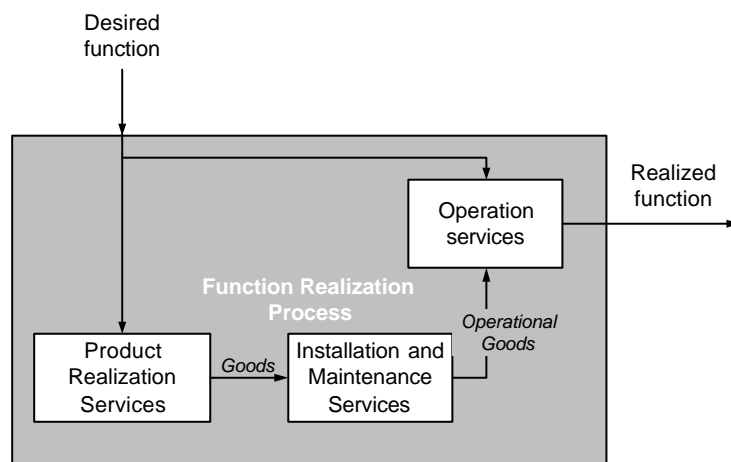 Desired
function
Realized
function
Operation
services
Function Realization
Process
Operational
Goods
Product
Realization
Services
Goods
Installation and
Maintenance
Services